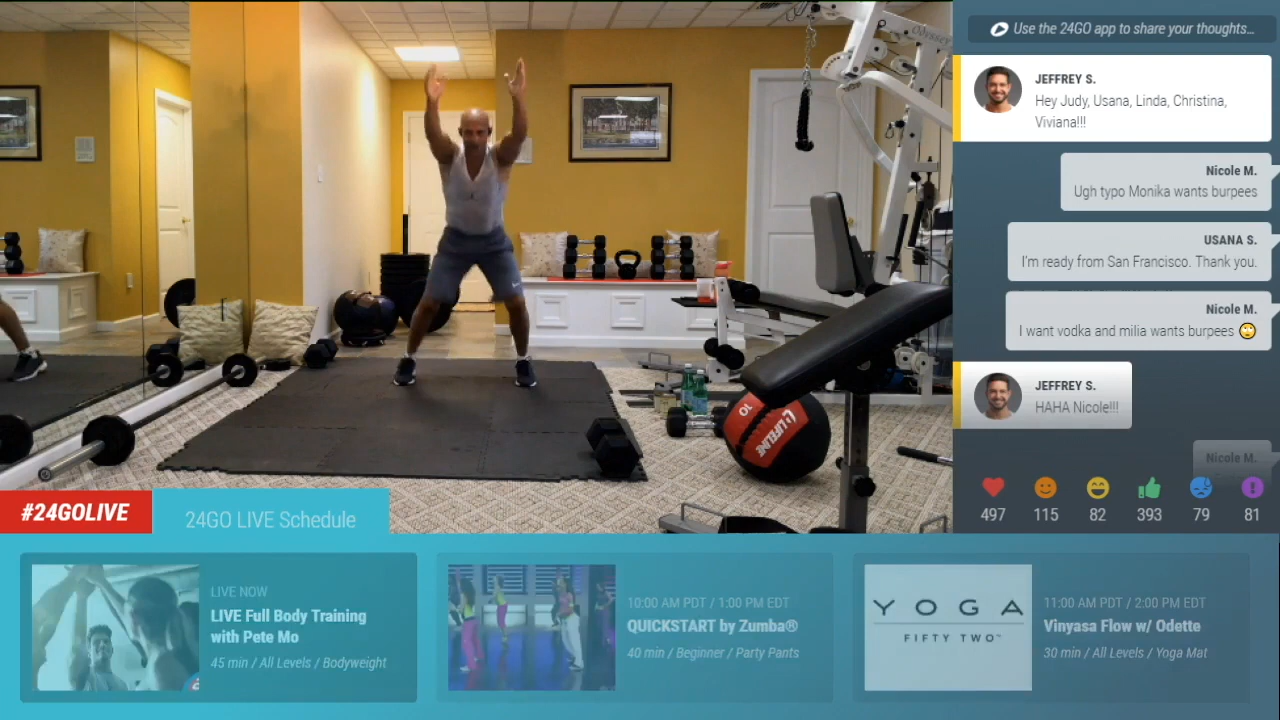 Use the 24GO app to share your thoughts...
JEFFREY S.
Hey Judy, Usana, Linda, Christina,
Viviana!!!
Nicole M.
Ugh typo Monika wants burpees
USANA S.
I'm ready from San Francisco. Thank you.
Nicole M.
I want vodka and milia wants burpees 🙄
JEFFREY S.
HAHA Nicole!!!
Nicole M.
497 115 82 393 79 81
Odyssey
10
LIFELINE
#24GOLIVE
24GO LIVE Schedule
LIVE NOW
LIVE Full Body Training
with Pete Mo
45 min / All Levels / Bodyweight
10:00 AM PDT / 1:00 PM EDT
QUICKSTART by Zumba®
40 min / Beginner / Party Pants
YOGA
FIFTY TWO™
11:00 AM PDT / 2:00 PM EDT
Vinyasa Flow w/ Odette
30 min / All Levels / Yoga Mat